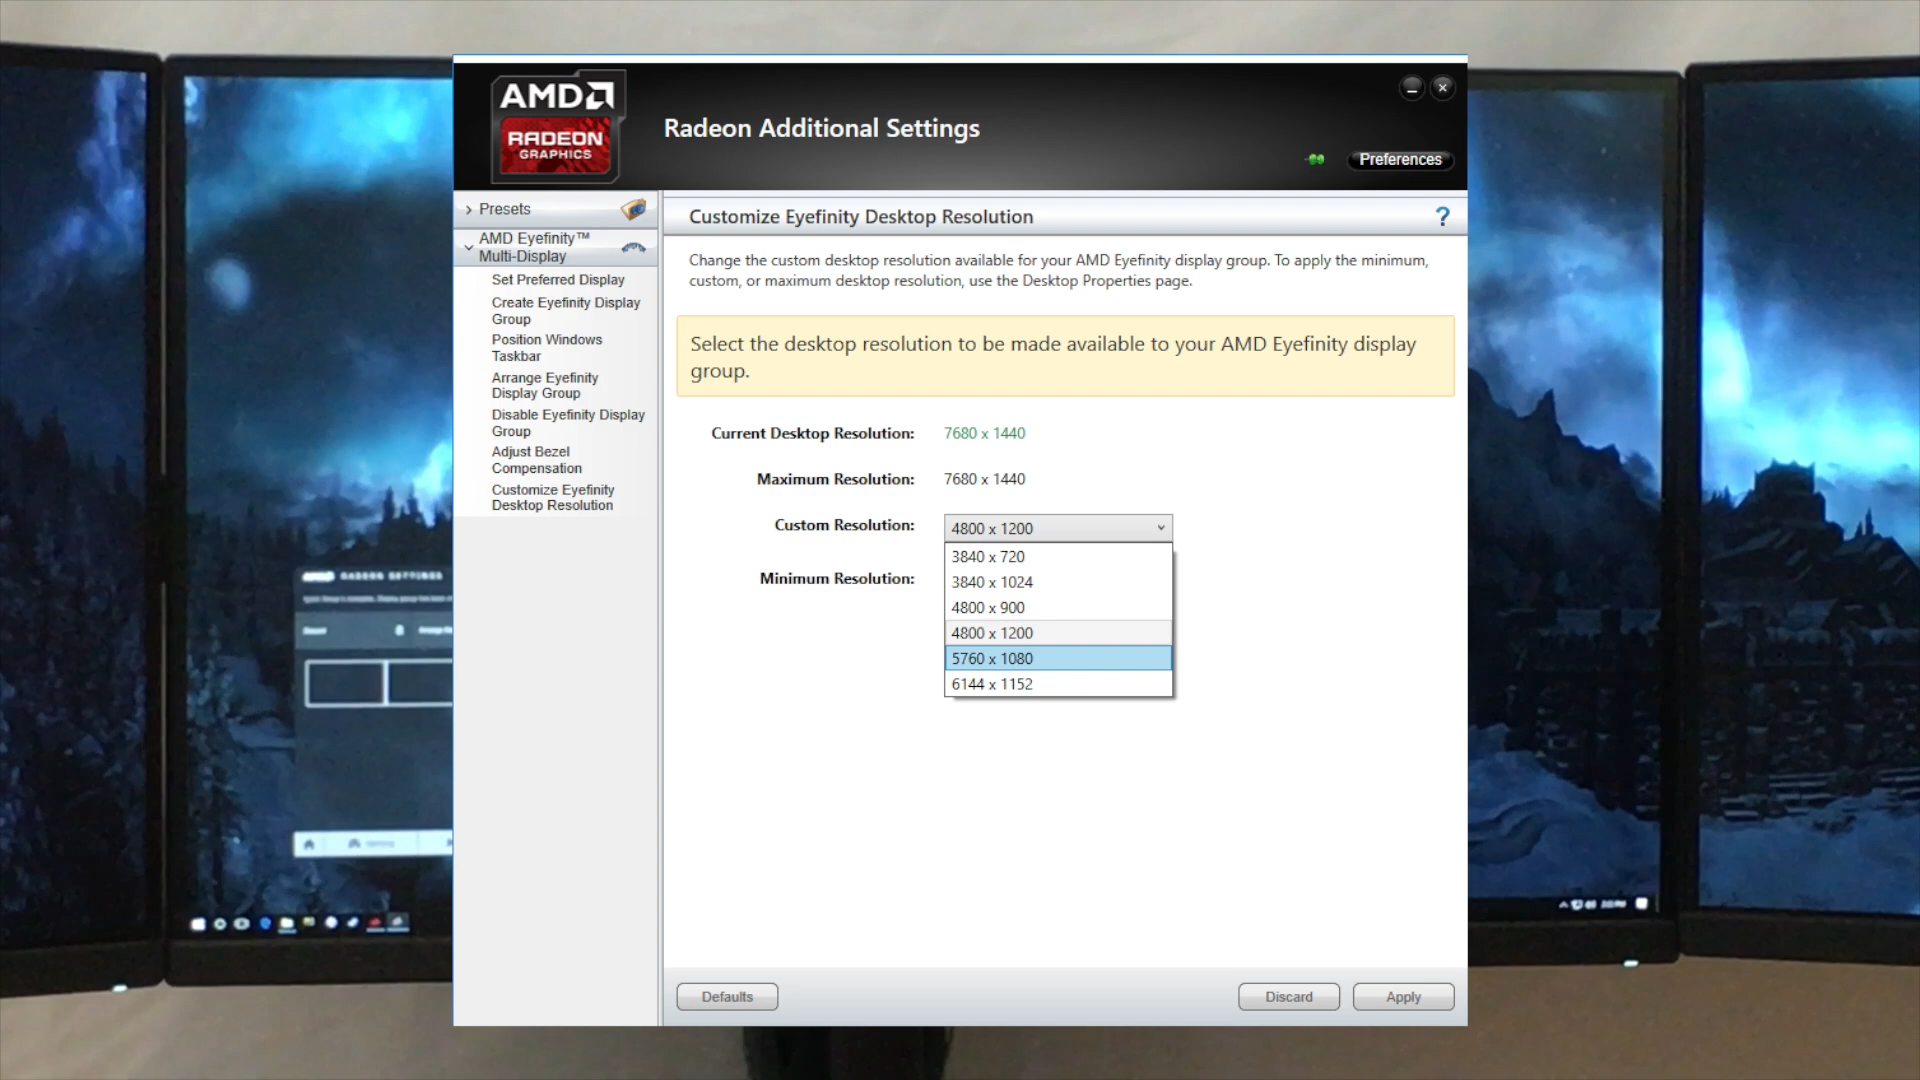 AMD
RADEON
GRAPHICS
Radeon Additional Settings
Preferences
Presets
AMD Eyefinity™
Multi-Display
Set Preferred Display
Create Eyefinity Display
Group
Position Windows
Taskbar
Arrange Eyefinity
Display Group
Disable Eyefinity Display
Group
Adjust Bezel
Compensation
Customize Eyefinity
Desktop Resolution
Customize Eyefinity Desktop Resolution
?
Change the custom desktop resolution available for your AMD Eyefinity display group. To apply the minimum,
custom, or maximum desktop resolution, use the Desktop Properties page.
Select the desktop resolution to be made available to your AMD Eyefinity display
group.
Current Desktop Resolution: 7680 x 1440
Maximum Resolution: 7680 x 1440
Custom Resolution: 4800 x 1200
3840 x 720
3840 x 1024
4800 x 900
4800 x 1200
5760 x 1080
6144 x 1152
Minimum Resolution:
Defaults
Discard
Apply
RADEON SETTINGS